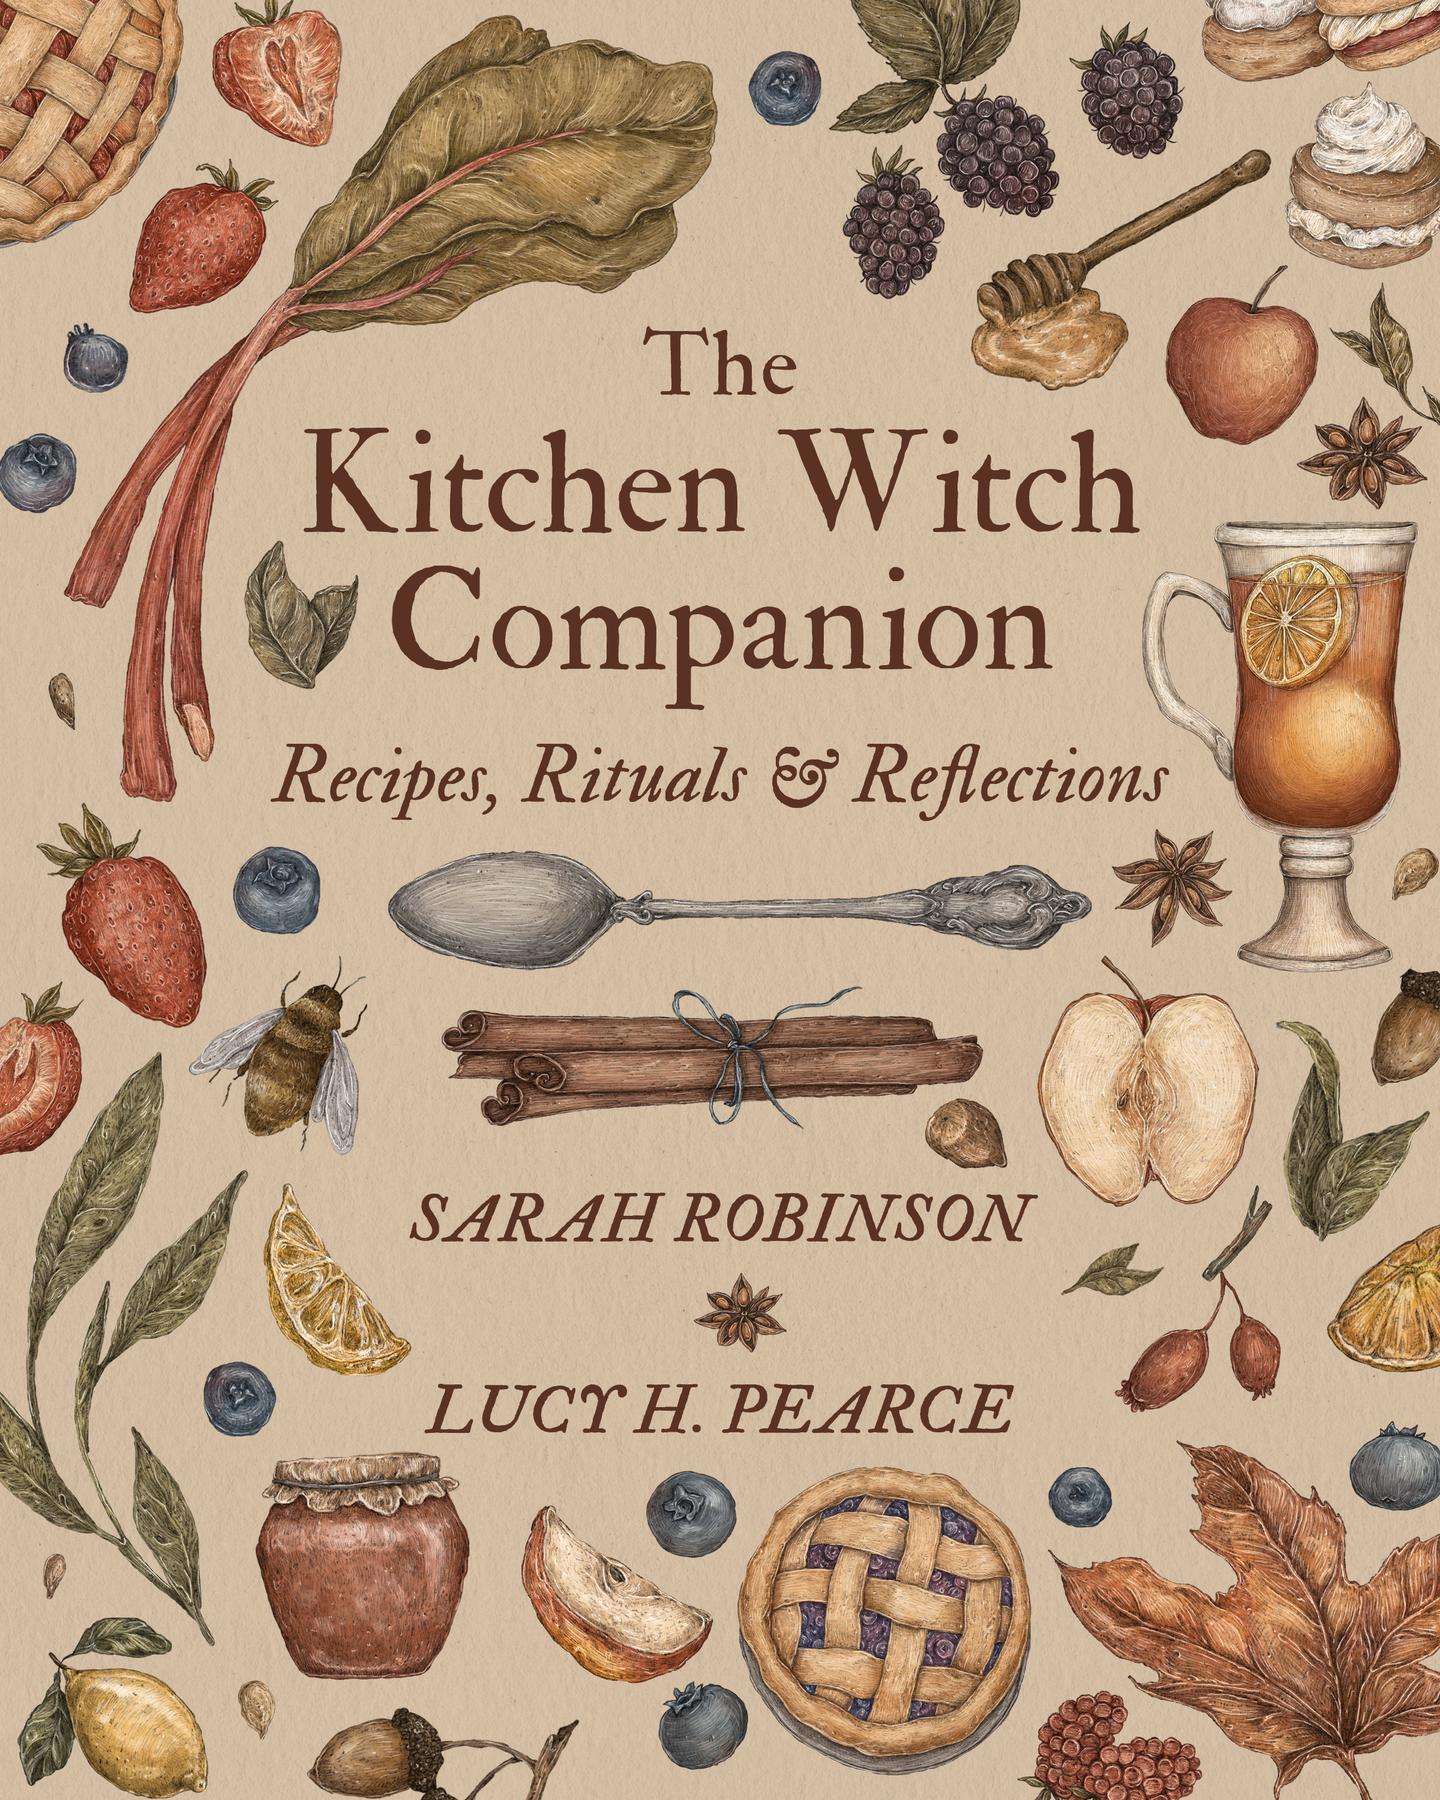 The
Kitchen Witch
Companion
Recipes, Rituals & Reflections
SARAH ROBINSON
LUCY H. PEARCE